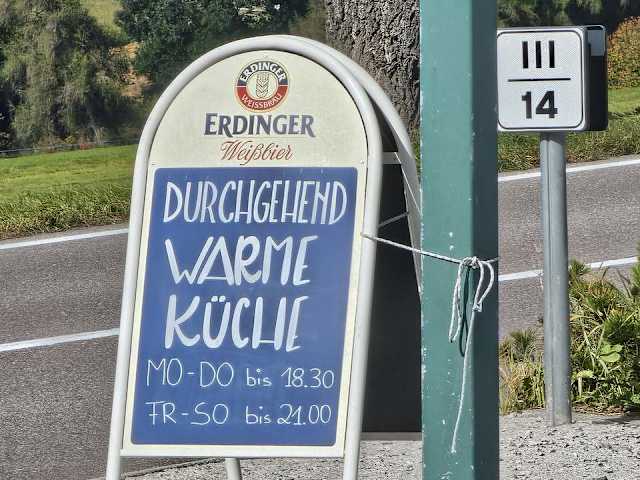 ERDINGER
WEISSBRÄU
ERDINGER
Weißbier
DURCHGEHEND
WARME
KÜCHE
MO-DO bis 18.30
FR-SO bis 21.00
III
14